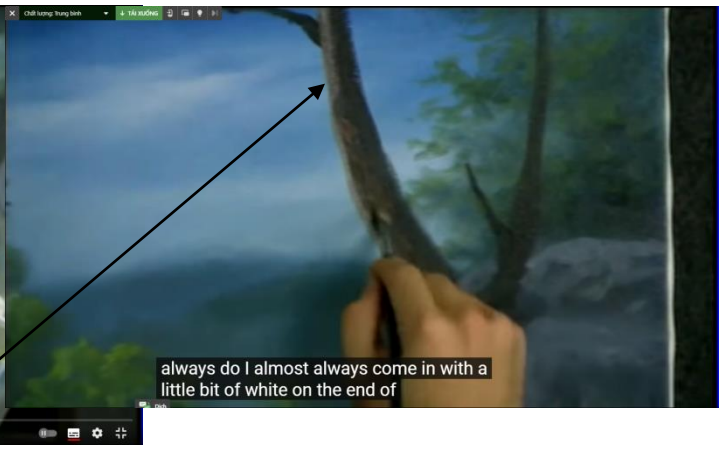 Chất lượng: Trung bình
TẢI XUỐNG
always do I almost always come in with a
little bit of white on the end of
Dịch